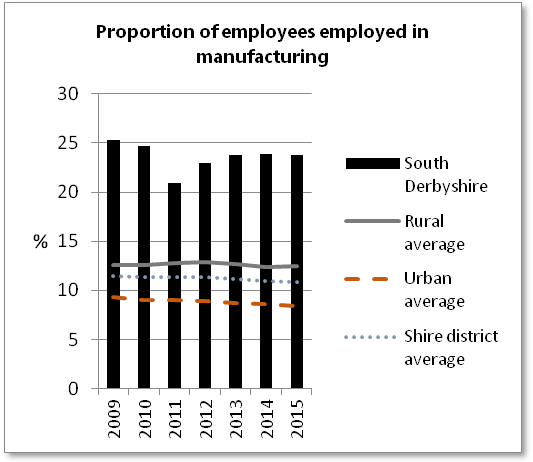 Proportion of employees employed in
manufacturing
30
25
20
15
10
5
0
%
2009
2010
2011
2012
2013
2014
2015
South
Derbyshire
Rural
average
Urban
average
Shire district
average